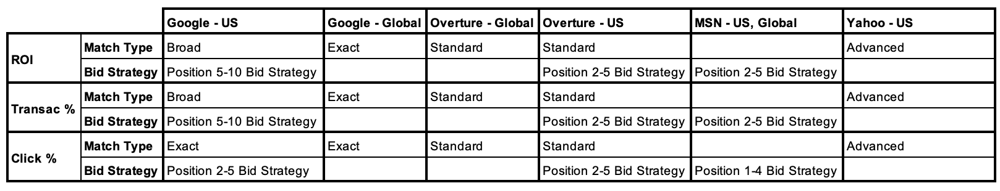 Google - US Google - Global Overture - Global Overture - US MSN - US, Global Yahoo - US
ROI Match Type Broad Exact Standard Standard Advanced
Bid Strategy Position 5-10 Bid Strategy Position 2-5 Bid Strategy Position 2-5 Bid Strategy
Transac % Match Type Broad Exact Standard Standard Advanced
Bid Strategy Position 5-10 Bid Strategy Position 2-5 Bid Strategy Position 2-5 Bid Strategy
Click % Match Type Exact Exact Standard Standard Advanced
Bid Strategy Position 2-5 Bid Strategy Position 2-5 Bid Strategy Position 1-4 Bid Strategy